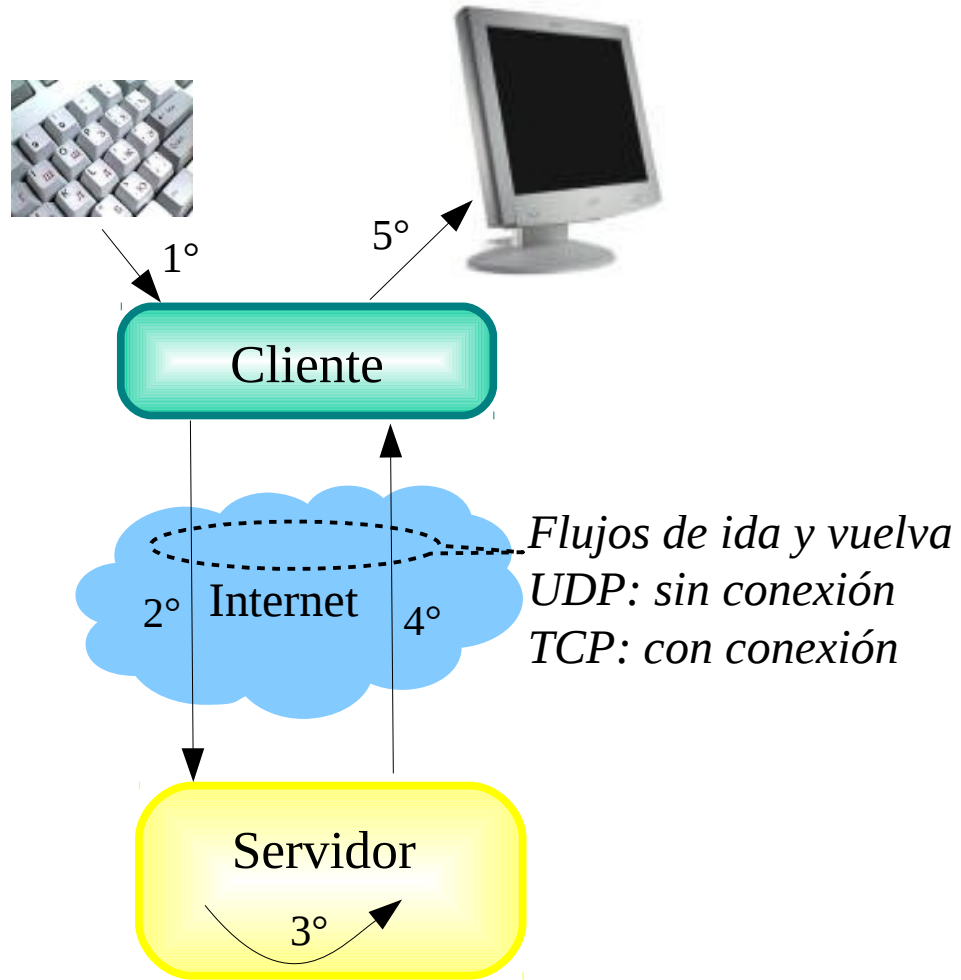 1°
5°
Cliente
Flujos de ida y vuelva
UDP: sin conexión
TCP: con conexión
2°
Internet
4°
Servidor
3°